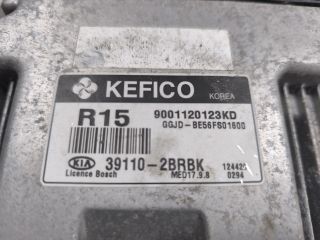 KEFICO
KOREA
R15
9001120123KD
GGJD-8E56FS01600
KIA
39110-2BRBK
124420
Licence Bosch
MED17.9.8
0294